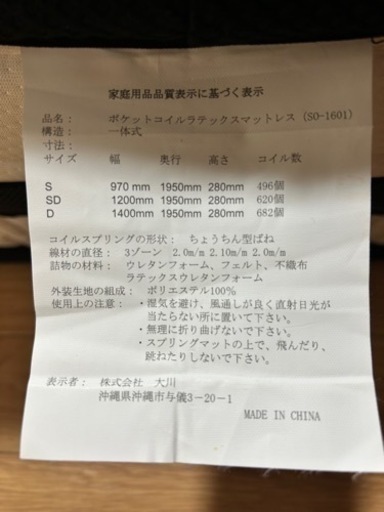 家庭用品品質表示に基づく表示
品名： ポケットコイルラテックスマットレス (SO-1601)
構造： 一体式
寸法：
サイズ 幅 奥行 高さ コイル数
S 970 mm 1950mm 280mm 496個
SD 1200mm 1950mm 280mm 620個
D 1400mm 1950mm 280mm 682個
コイルスプリングの形状： ちょうちん型ばね
線材の直径： 3ゾーン 2.0m/m 2.10m/m 2.0m/m
詰物の材料： ウレタンフォーム、フェルト、不織布
ラテックスウレタンフォーム
外装生地の組成： ポリエステル100%
使用上の注意： ・湿気を避け、風通しが良く直射日光が
当たらない所に置いて下さい。
・無理に折り曲げないで下さい。
・スプリングマットの上で、飛んだり、
跳ねたりしないで下さい。
表示者： 株式会社 大川
沖縄県沖縄市与儀3-20-1
MADE IN CHINA